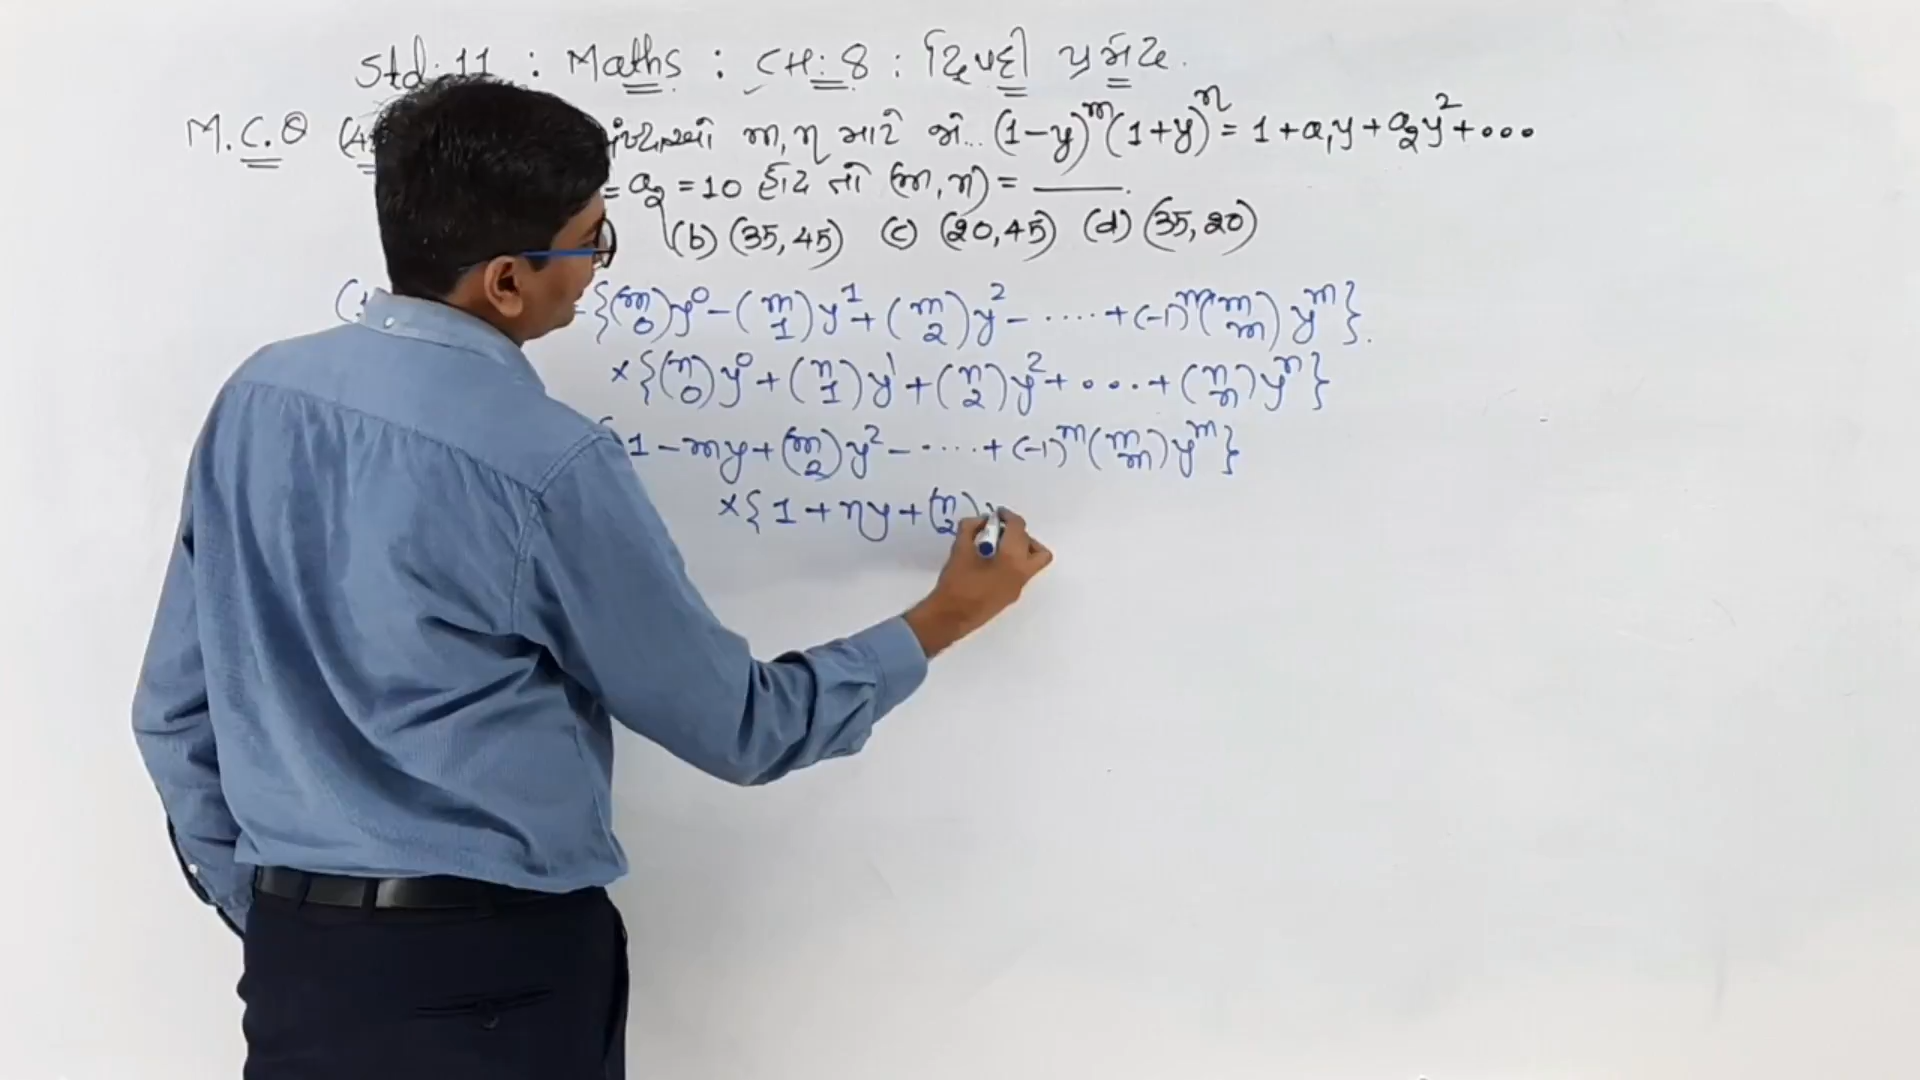 Std: 11 : Maths : CH: 8 : દ્વિપદી પ્રમેય.
M.C.Q (4 સંખ્યાઓ m, n માટે જો.. (1-y)^m (1+y)^n = 1 + a₁y + a₂y² + ...
= a₂ = 10 હોય તો (m, n) = ______.
(b) (35, 45) (c) (20, 45) (d) (35, 20)
{(m 0)y⁰ - (m 1)y¹ + (m 2)y² - ..... + (-1)^m (m m) y^m}.
×{(n 0)y⁰ + (n 1)y¹ + (n 2)y² + .... + (n n)y^n}
{1 - my + (m 2)y² - ..... + (-1)^m (m m) y^m}
×{1 + ny + (n 2)